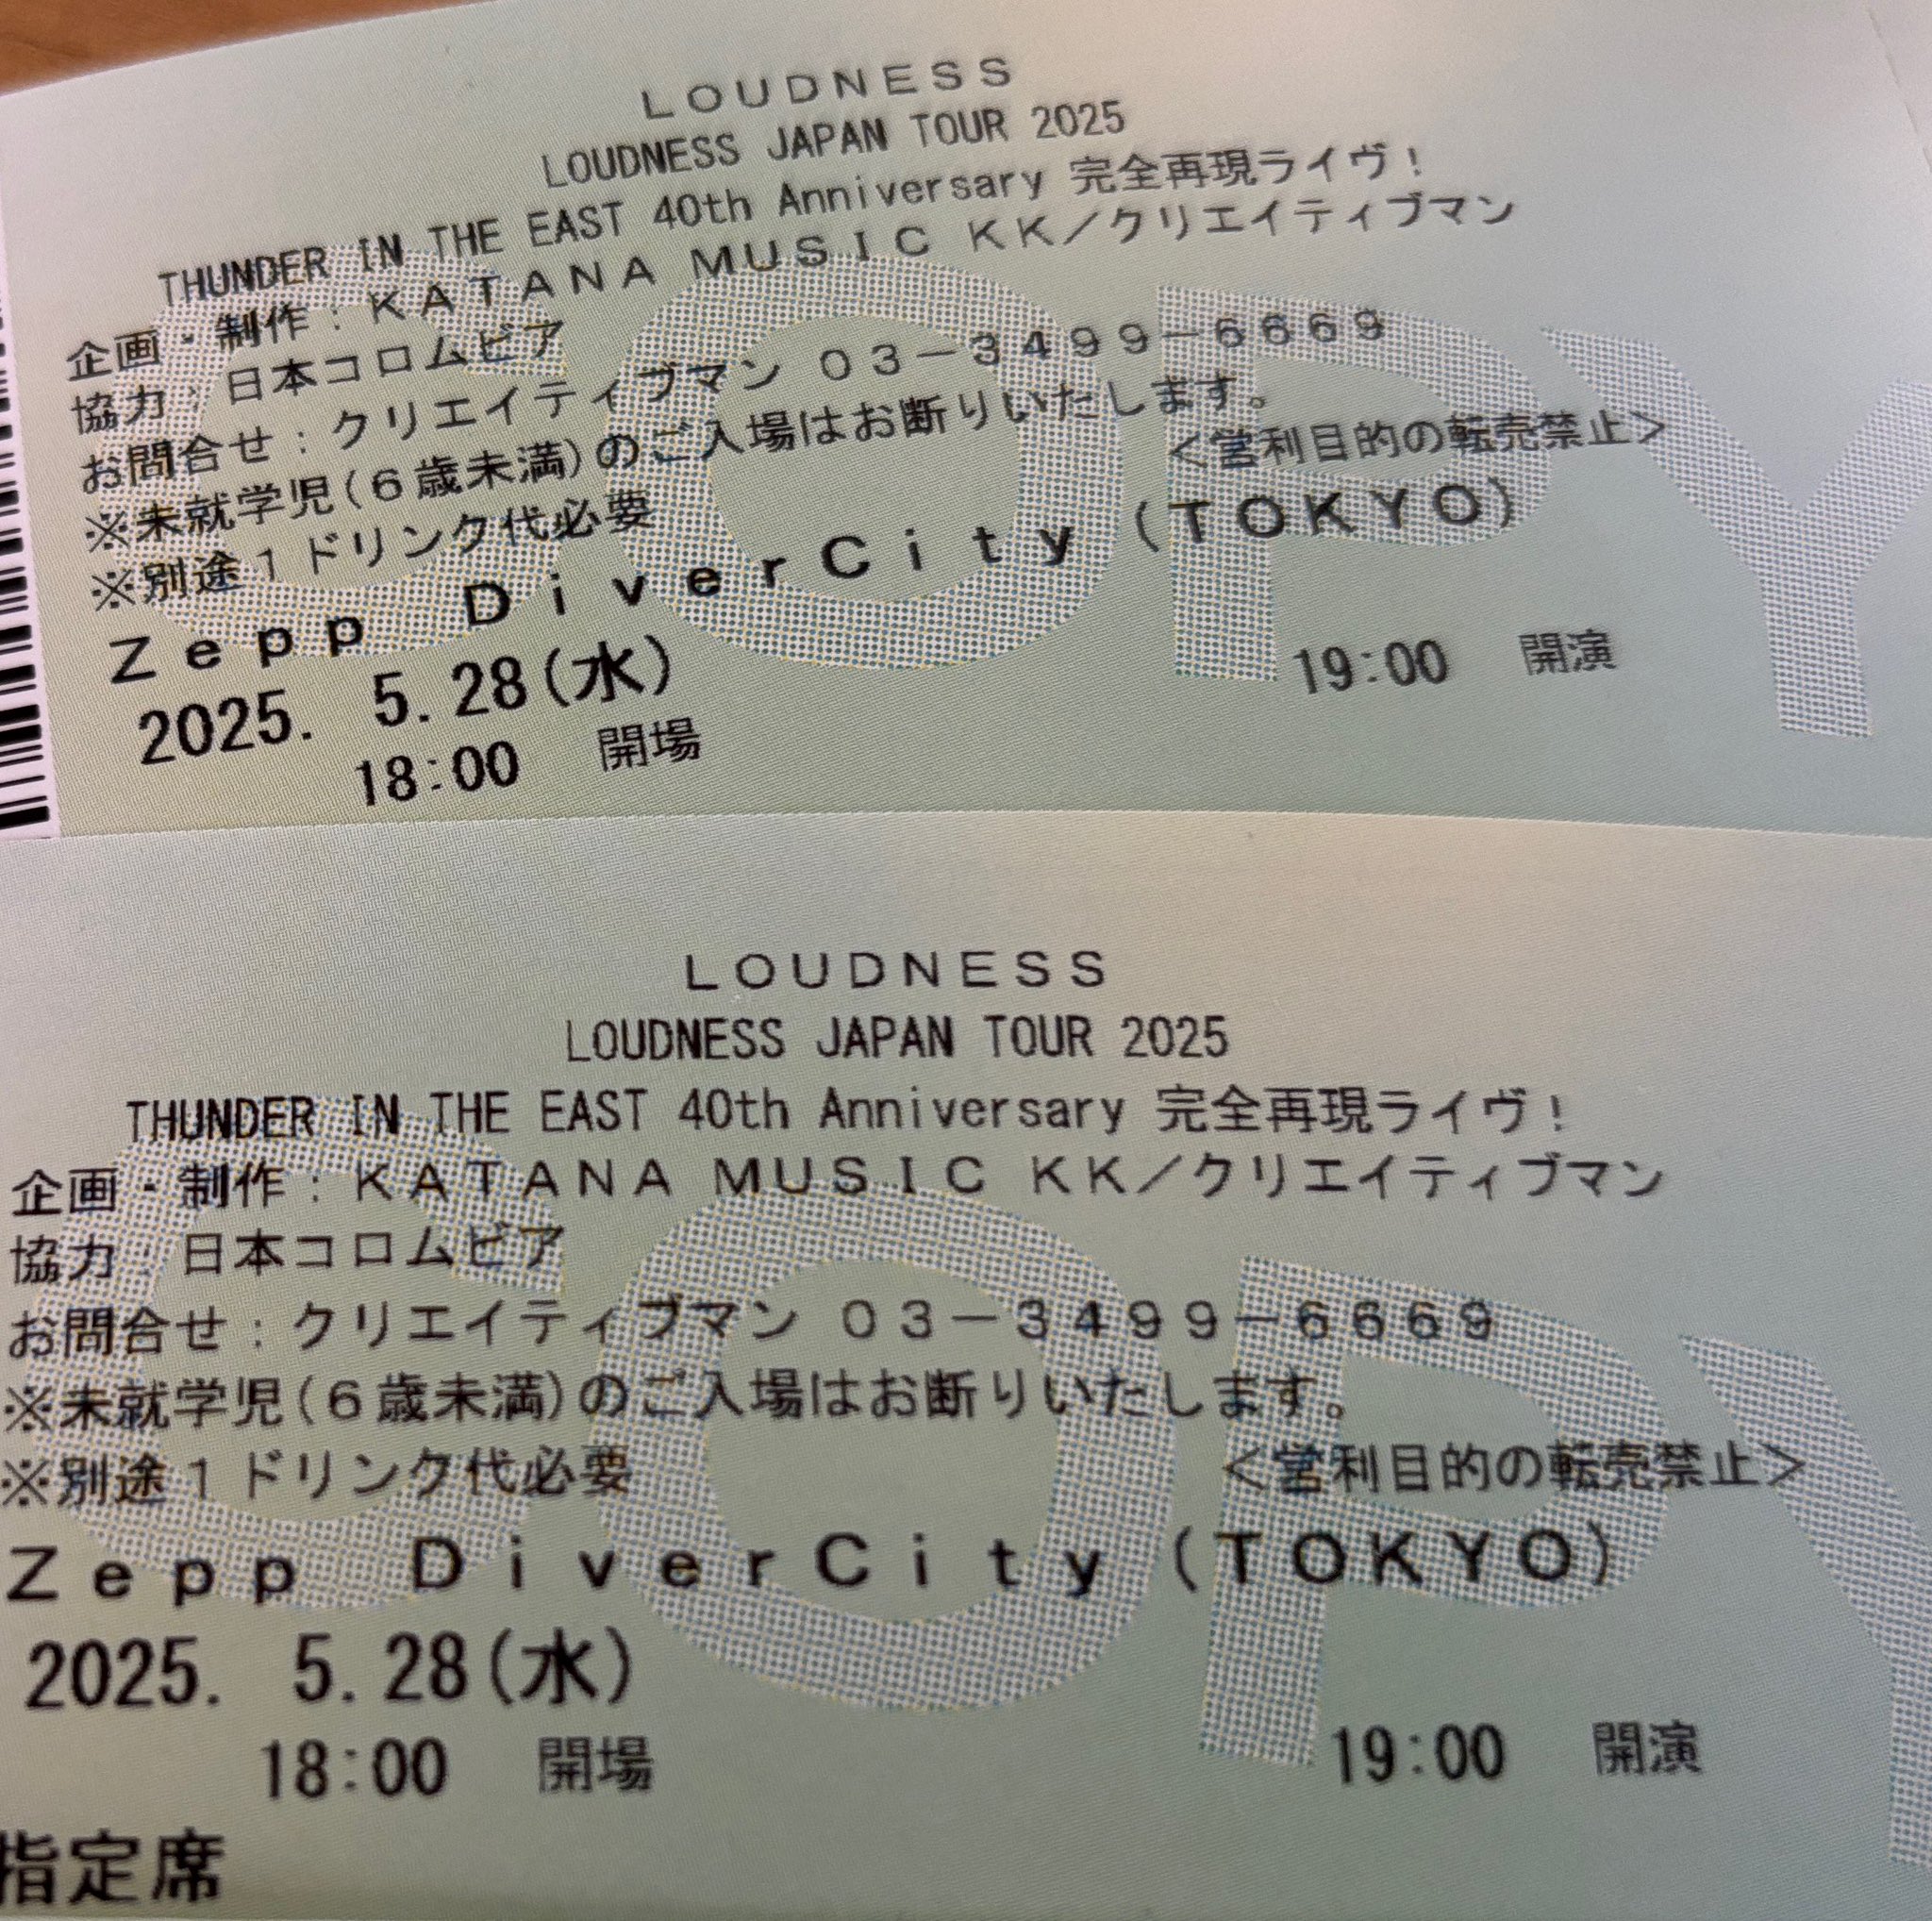 LOUDNESS
LOUDNESS JAPAN TOUR 2025
THUNDER IN THE EAST 40th Anniversary 完全再現ライヴ！
企画・制作：KATANA MUSIC KK／クリエイティブマン
協力：日本コロムビア
お問合せ：クリエイティブマン 03－3499－6669
※未就学児（6歳未満）のご入場はお断りいたします。
※別途1ドリンク代必要 ＜営利目的の転売禁止＞
Zepp DiverCity（TOKYO）
2025. 5.28(水)
18:00 開場 19:00 開演
COPY
LOUDNESS
LOUDNESS JAPAN TOUR 2025
THUNDER IN THE EAST 40th Anniversary 完全再現ライヴ！
企画・制作：KATANA MUSIC KK／クリエイティブマン
協力：日本コロムビア
お問合せ：クリエイティブマン 03－3499－6669
※未就学児（6歳未満）のご入場はお断りいたします。
※別途1ドリンク代必要 ＜営利目的の転売禁止＞
Zepp DiverCity（TOKYO）
2025. 5.28(水)
18:00 開場 19:00 開演
指定席
COPY